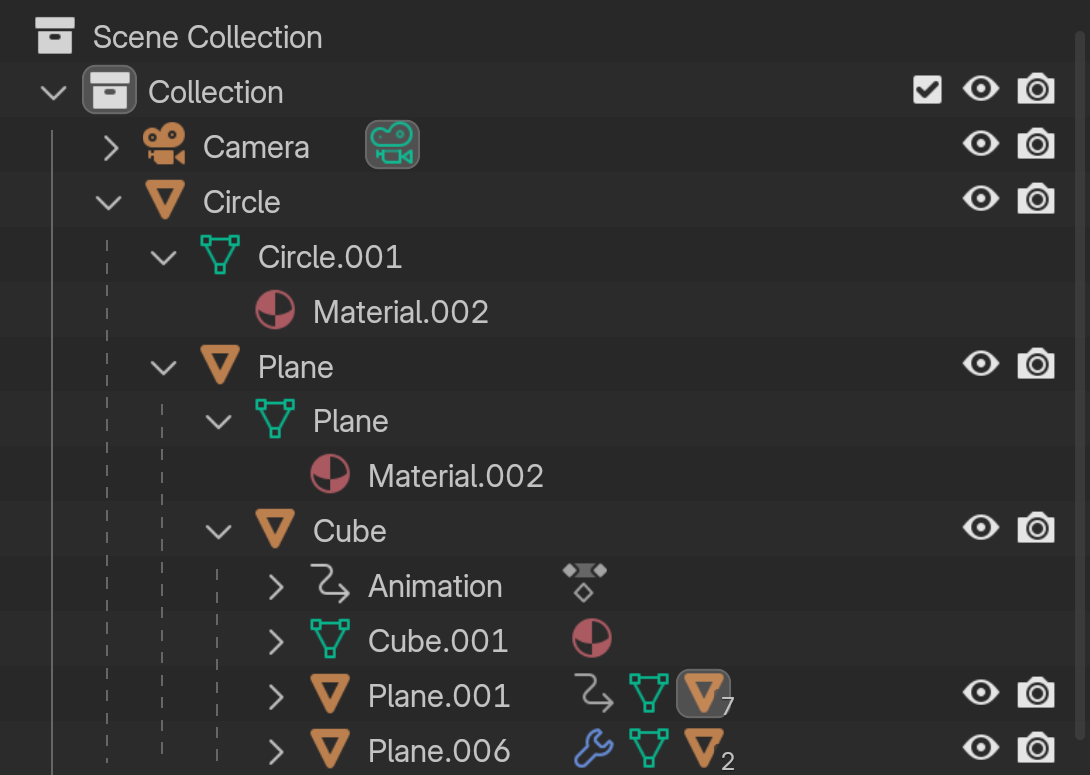 Scene Collection
Collection
Camera
Circle
Circle.001
Material.002
Plane
Plane
Material.002
Cube
Animation
Cube.001
Plane.001 7
Plane.006 2